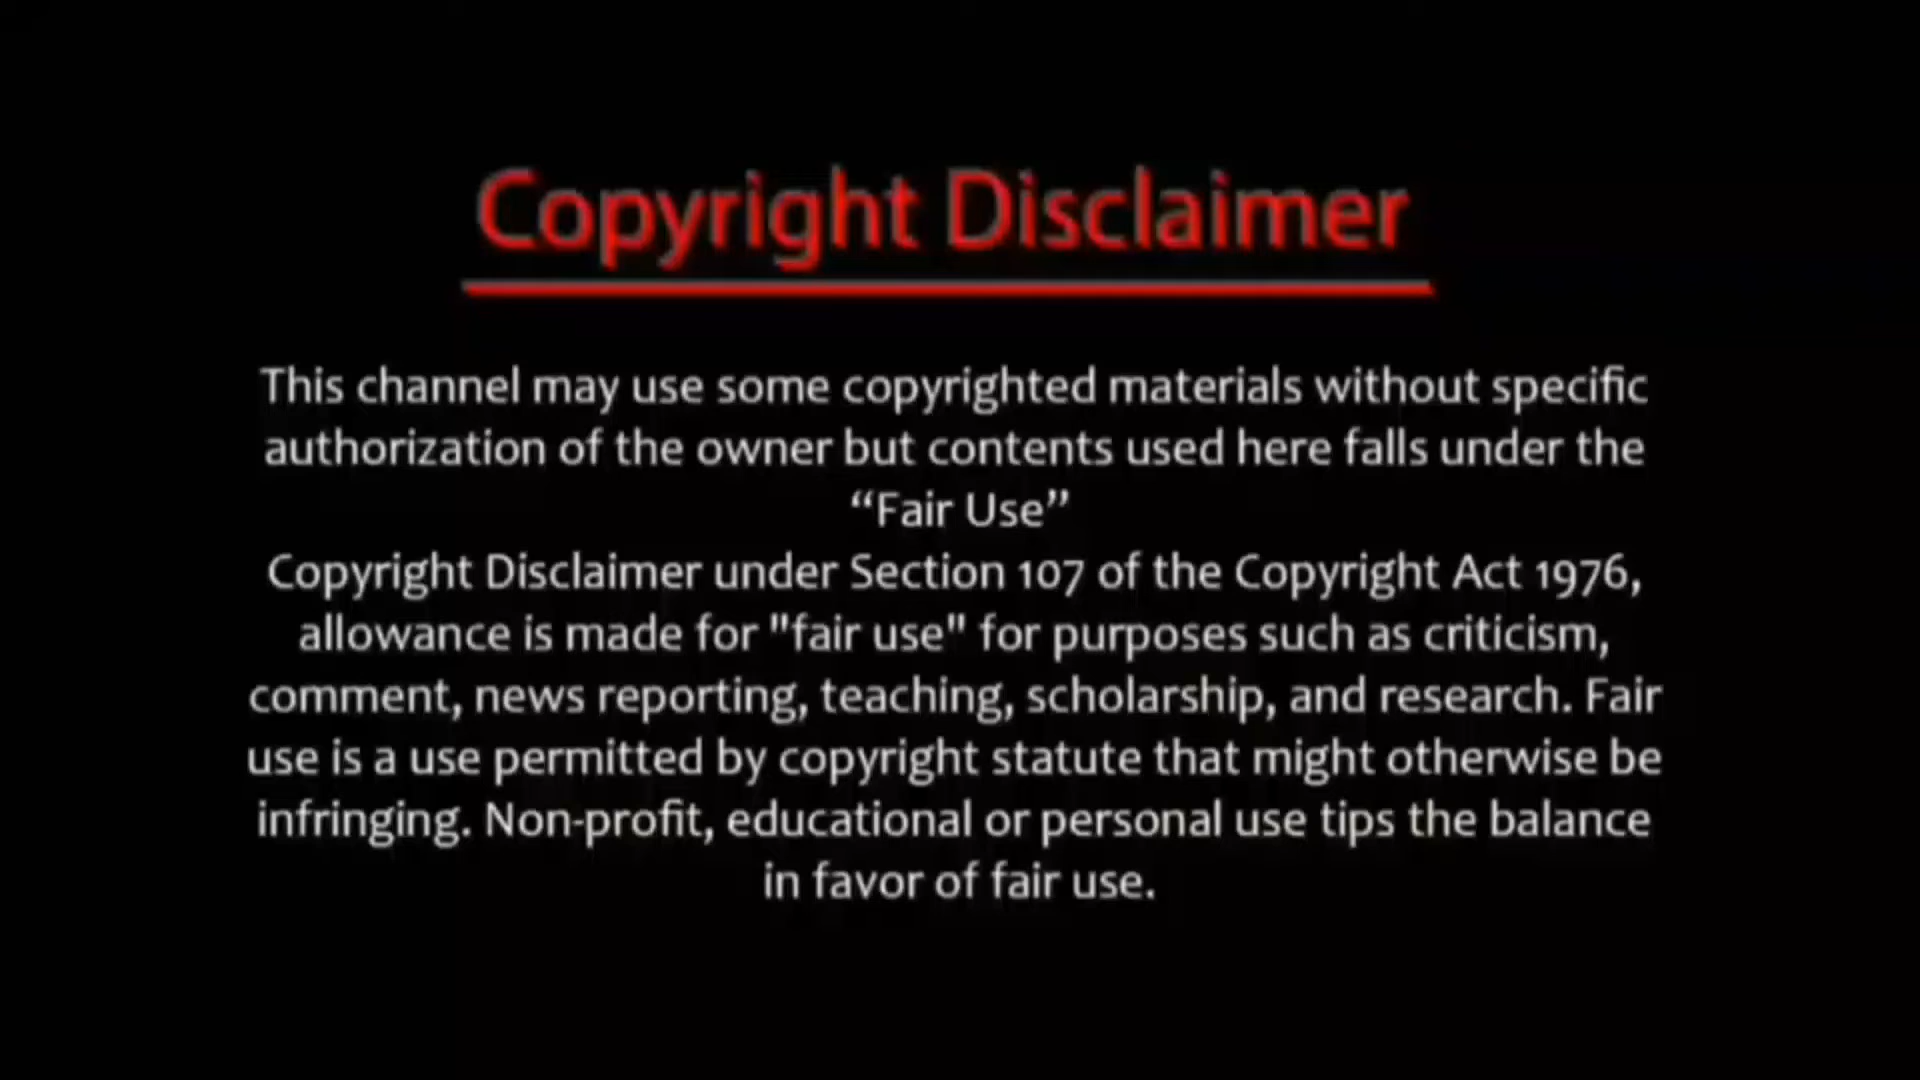 Copyright Disclaimer
This channel may use some copyrighted materials without specific
authorization of the owner but contents used here falls under the
“Fair Use”
Copyright Disclaimer under Section 107 of the Copyright Act 1976,
allowance is made for "fair use" for purposes such as criticism,
comment, news reporting, teaching, scholarship, and research. Fair
use is a use permitted by copyright statute that might otherwise be
infringing. Non-profit, educational or personal use tips the balance
in favor of fair use.